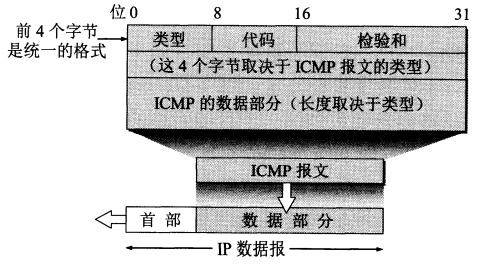 位 0 8 16 31
前 4 个字节
是统一的格式
类型 代码 检验和
(这 4 个字节取决于 ICMP 报文的类型)
ICMP 的数据部分(长度取决于类型)
ICMP 报文
首 部 数 据 部 分
IP 数据报